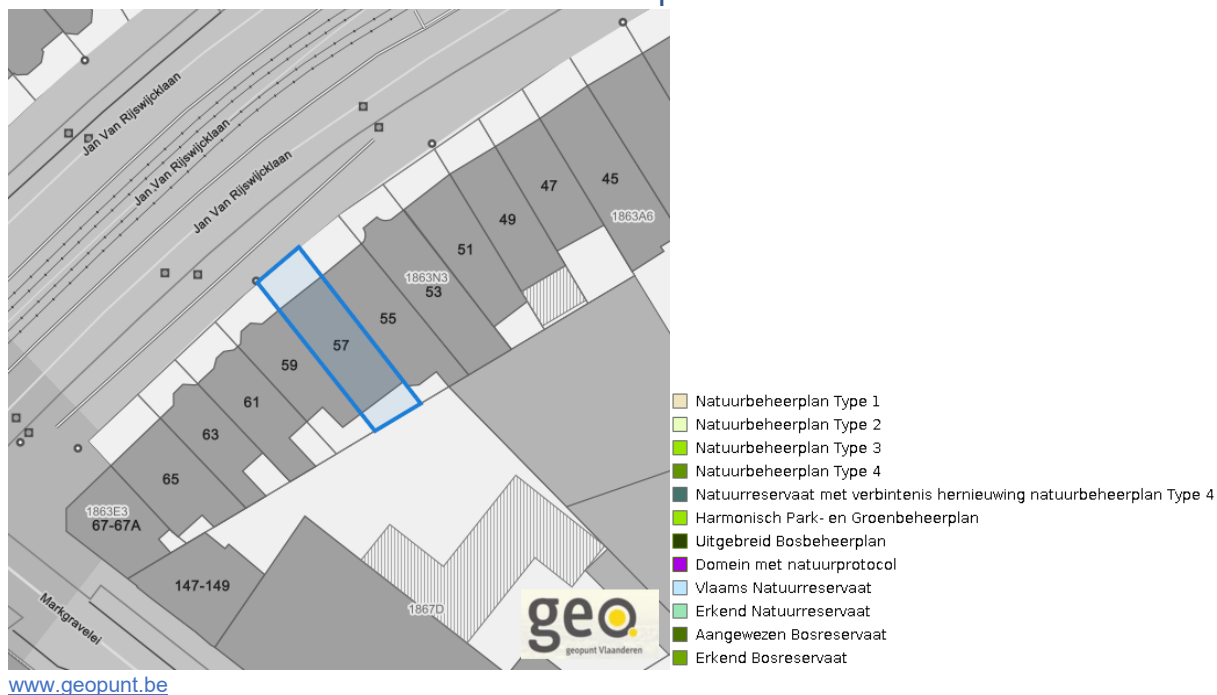 Jan Van Rijswijcklaan
Jan Van Rijswijcklaan
Jan Van Rijswijcklaan
47
45
1863A6
49
51
1863N3
53
55
57
59
61
63
65
1863E3
67-67A
147-149
1867D
Markgravelei
geo
geopunt Vlaanderen
Natuurbeheerplan Type 1
Natuurbeheerplan Type 2
Natuurbeheerplan Type 3
Natuurbeheerplan Type 4
Natuurreservaat met verbintenis hernieuwing natuurbeheerplan Type 4
Harmonisch Park- en Groenbeheerplan
Uitgebreid Bosbeheerplan
Domein met natuurprotocol
Vlaams Natuurreservaat
Erkend Natuurreservaat
Aangewezen Bosreservaat
Erkend Bosreservaat
www.geopunt.be